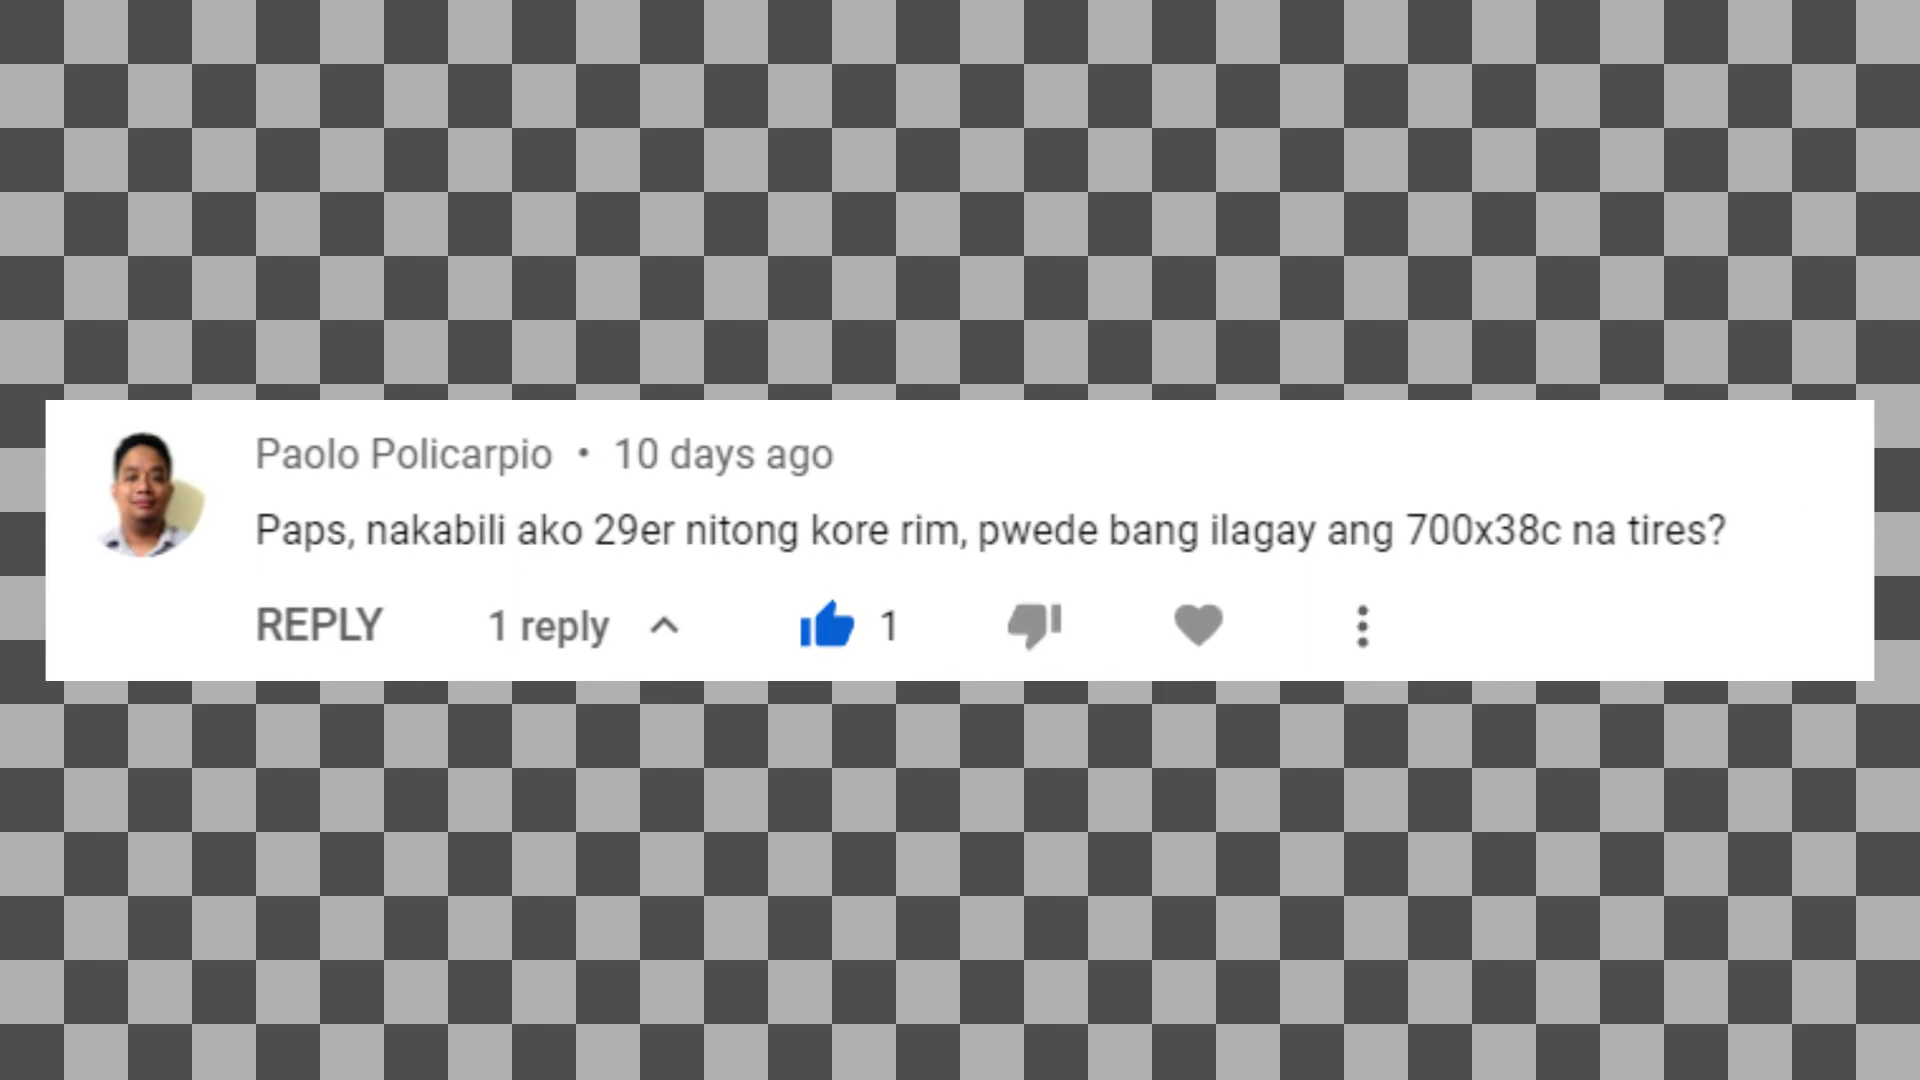 Paolo Policarpio • 10 days ago
Paps, nakabili ako 29er nitong kore rim, pwede bang ilagay ang 700x38c na tires?
REPLY 1 reply 1